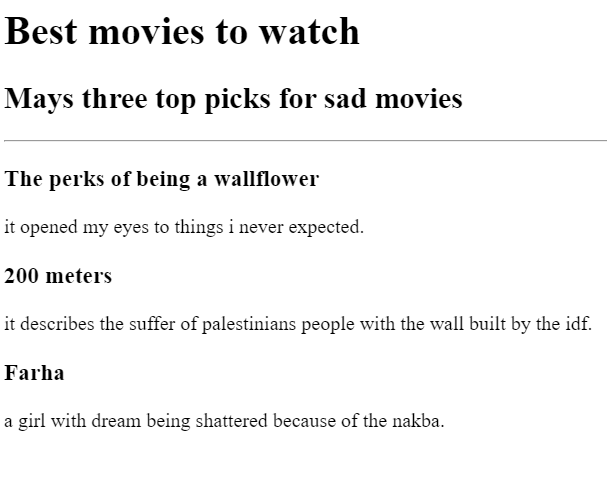 Best movies to watch
Mays three top picks for sad movies
The perks of being a wallflower
it opened my eyes to things i never expected.
200 meters
it describes the suffer of palestinians people with the wall built by the idf.
Farha
a girl with dream being shattered because of the nakba.